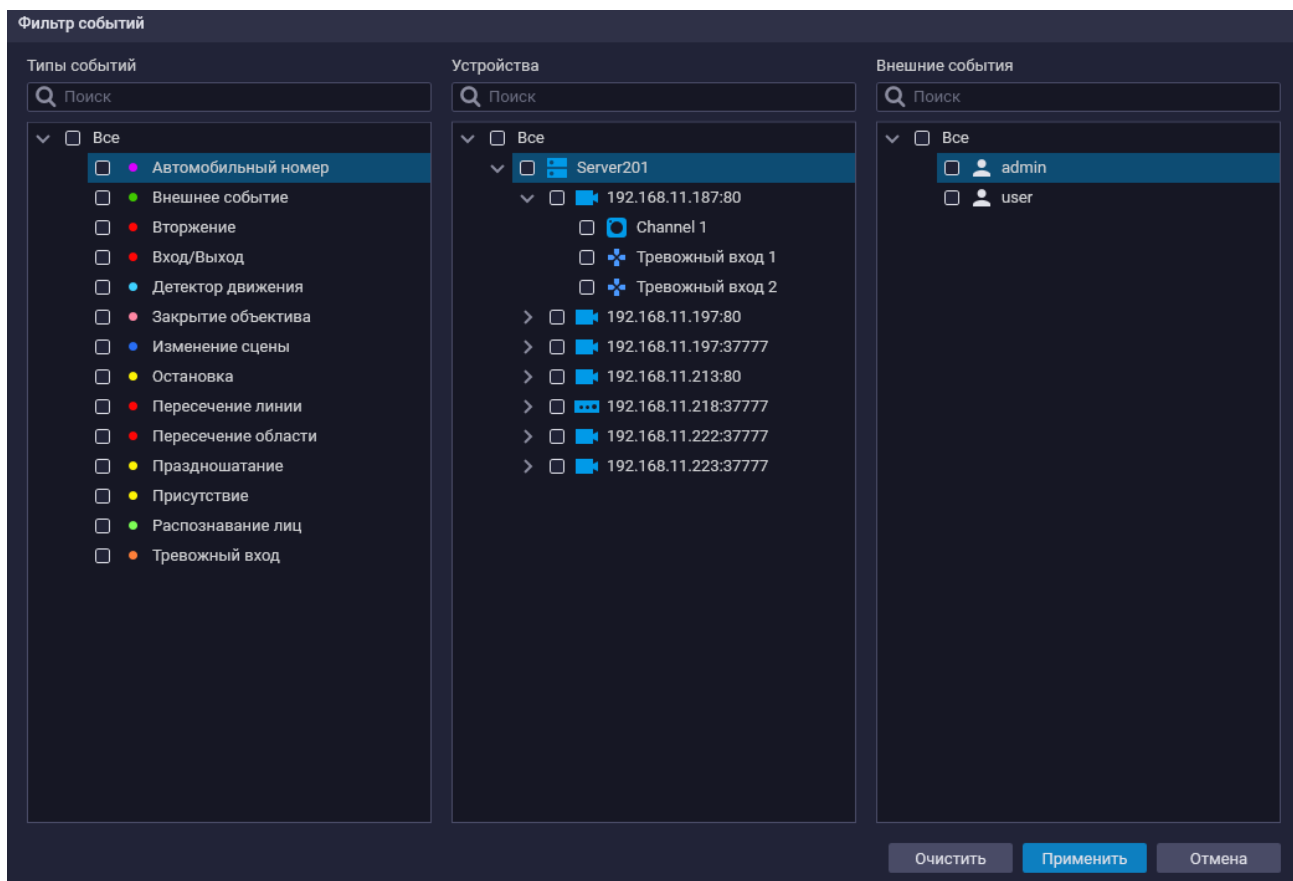 Фильтр событий
Типы событий
Поиск
Все
Автомобильный номер
Внешнее событие
Вторжение
Вход/Выход
Детектор движения
Закрытие объектива
Изменение сцены
Остановка
Пересечение линии
Пересечение области
Праздношатание
Присутствие
Распознавание лиц
Тревожный вход
Устройства
Поиск
Все
Server201
192.168.11.187:80
Channel 1
Тревожный вход 1
Тревожный вход 2
192.168.11.197:80
192.168.11.197:37777
192.168.11.213:80
192.168.11.218:37777
192.168.11.222:37777
192.168.11.223:37777
Внешние события
Поиск
Все
admin
user
Очистить
Применить
Отмена